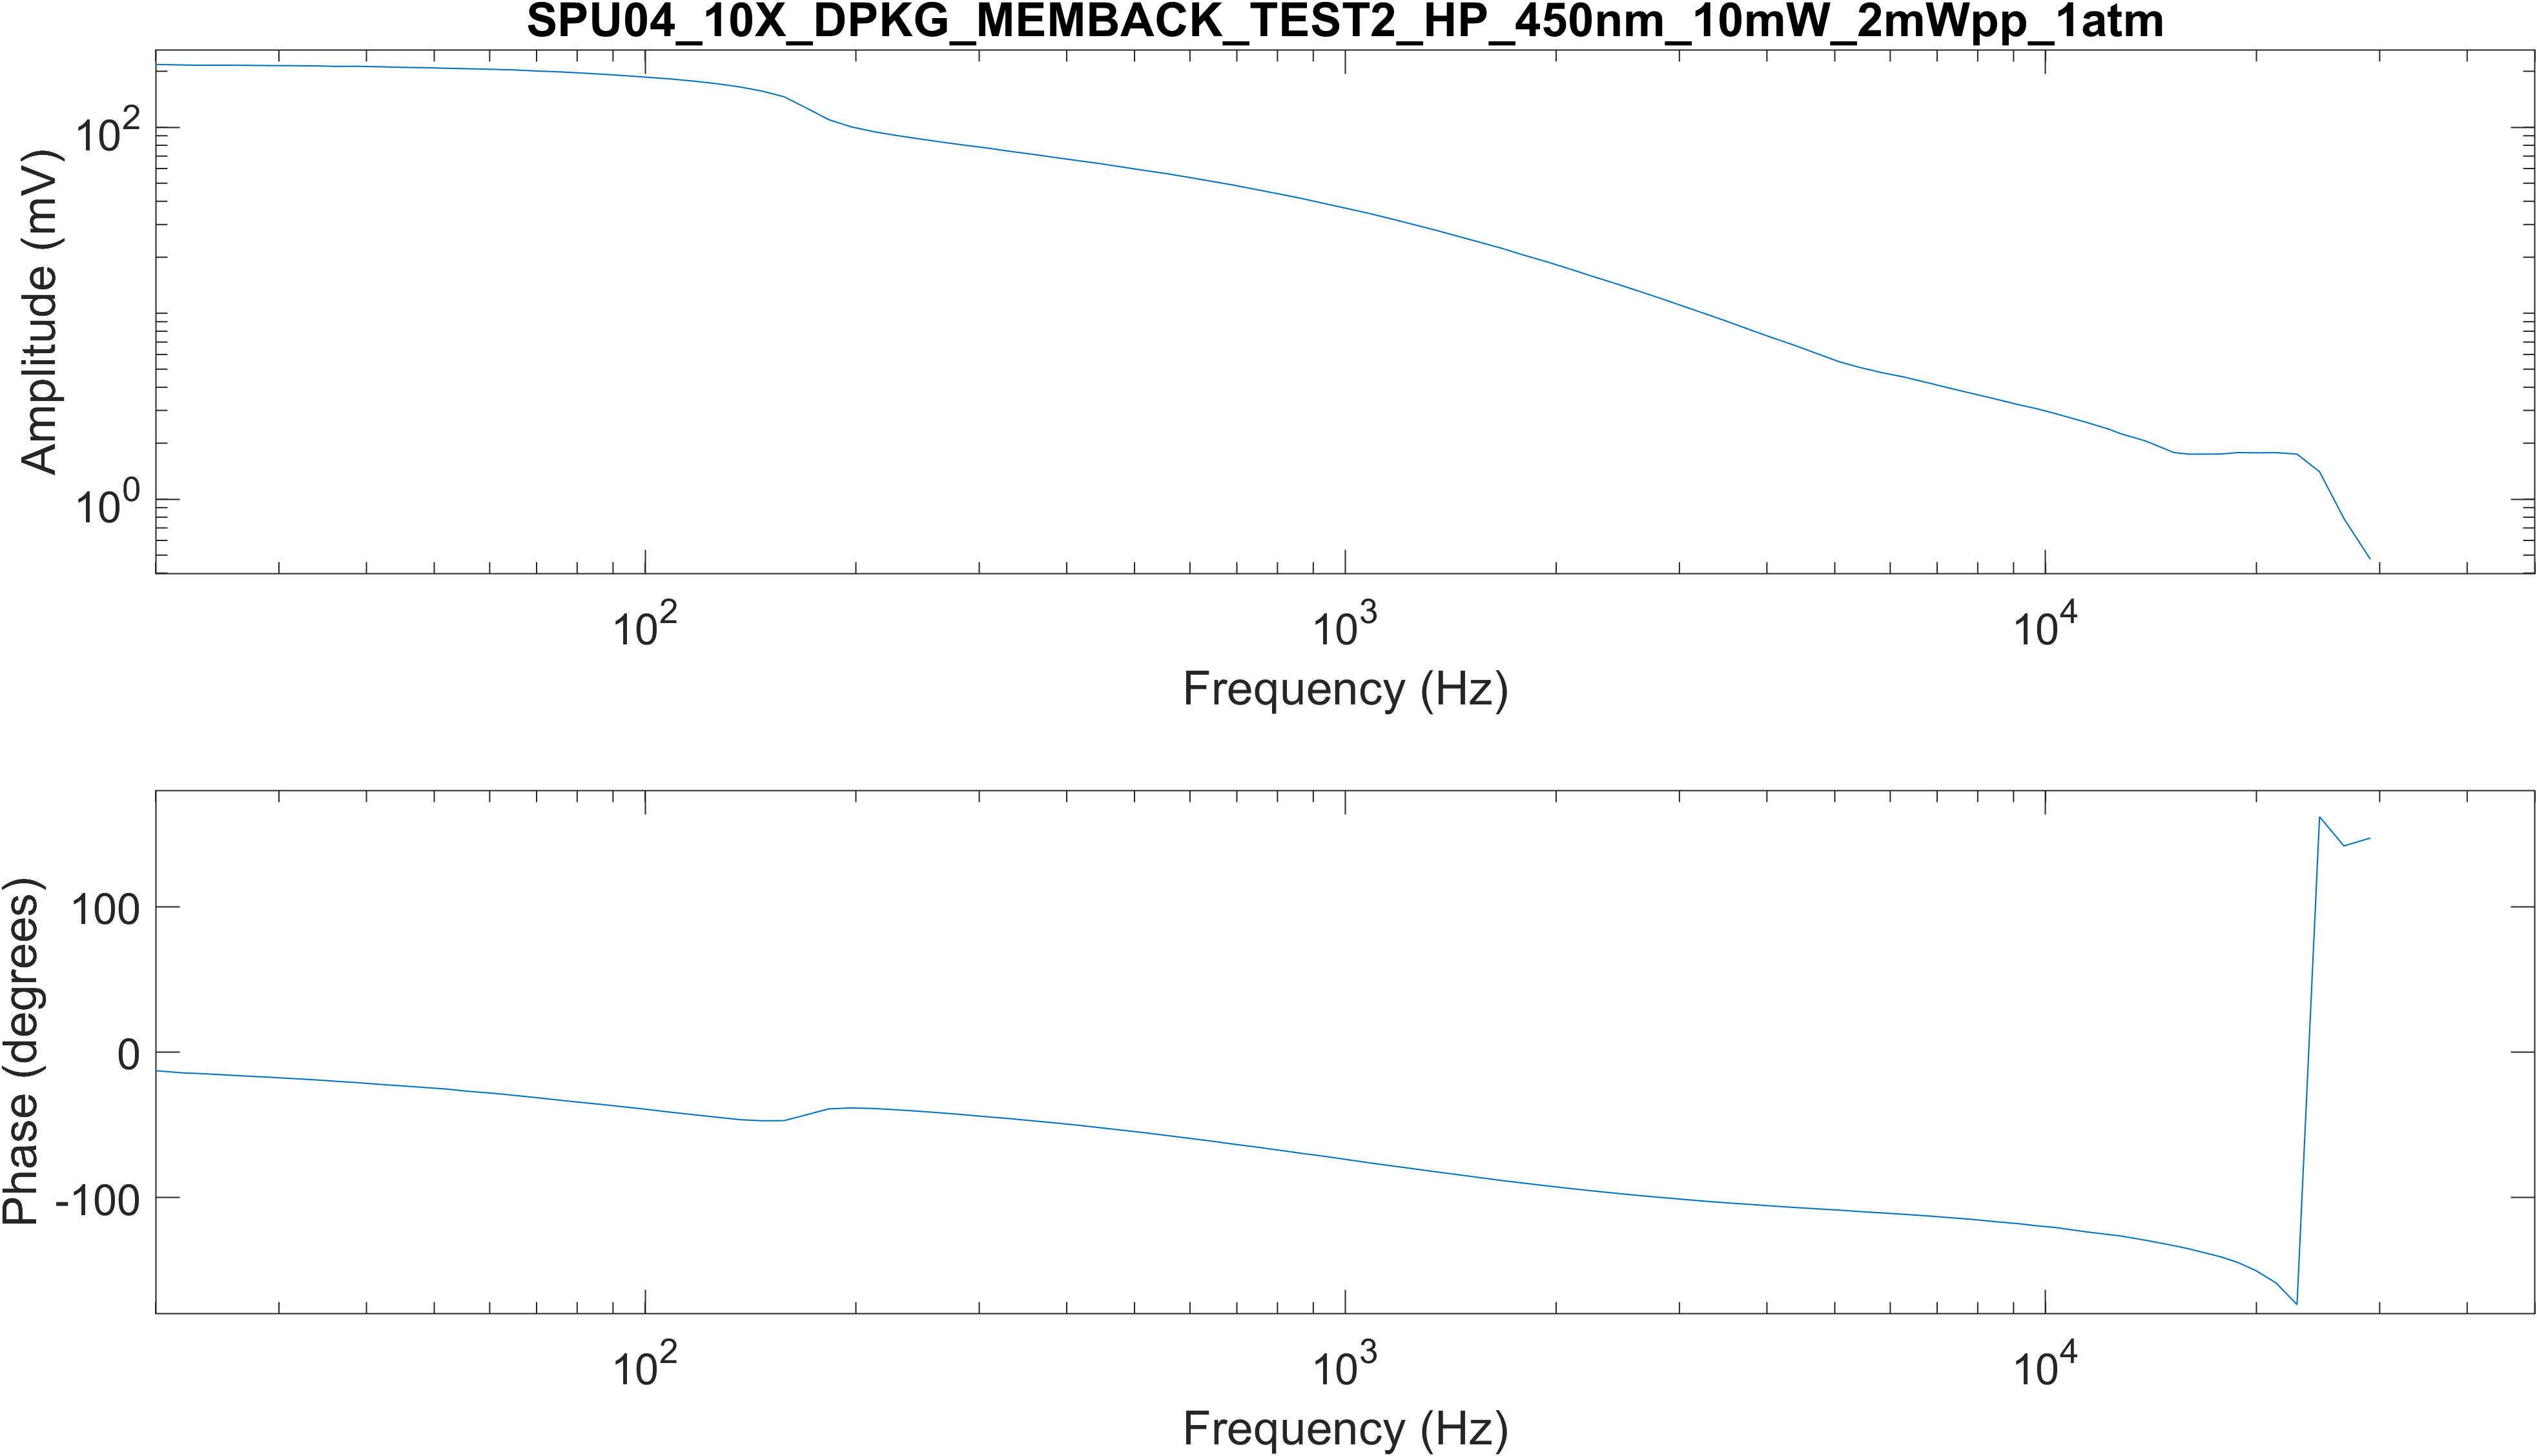 SPU04_10X_DPKG_MEMBACK_TEST2_HP_450nm_10mW_2mWpp_1atm
Amplitude (mV)
10^2
10^0
10^2
10^3
10^4
Frequency (Hz)
Phase (degrees)
100
0
-100
10^2
10^3
10^4
Frequency (Hz)